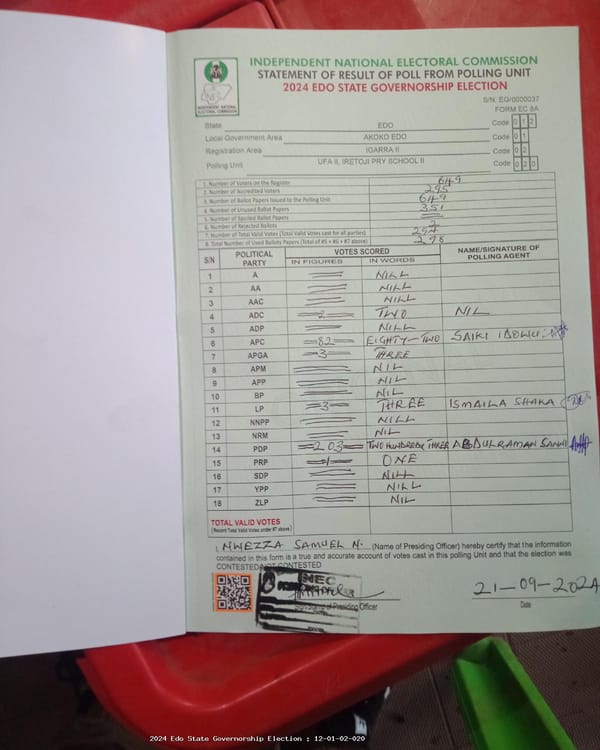 INDEPENDENT NATIONAL ELECTORAL COMMISSION
STATEMENT OF RESULT OF POLL FROM POLLING UNIT
2024 EDO STATE GOVERNORSHIP ELECTION
INDEPENDENT NATIONAL ELECTORAL COMMISSION
S/N: EG/0000037
FORM EC 8A
State EDO Code 0 1 2
Local Government Area AKOKO EDO Code 0 1
Registration Area IGARRA II Code 0 2
Polling Unit UFA II, IRETOJI PRY SCHOOL II Code 0 2 0
1. Number of Voters on the Register 649
2. Number of Accredited Voters 295
3. Number of Ballot Papers Issued to the Polling Unit 649
4. Number of Unused Ballot Papers 351
5. Number of Spoiled Ballot Papers
6. Number of Rejected Ballots
7. Number of Total Valid Votes (Total Valid Votes cast for all parties)
8. Total Number of Used Ballots Papers (Total of #5 + #6 + #7 above) 298
S/N POLITICAL PARTY VOTES SCORED NAME/SIGNATURE OF POLLING AGENT
IN FIGURES IN WORDS
1 A NILL
2 AA NILL
3 AAC NILL
4 ADC 2 TWO NIL
5 ADP NILL
6 APC 82 EIGHTY-TWO SAIKI IDOWU
7 APGA 3 THREE
8 APM NIL
9 APP NIL
10 BP NIL
11 LP 3 THREE ISMAILA SHAKA
12 NNPP NILL
13 NRM NIL
14 PDP 203 TWO HUNDRED THREE ABDULRAMAN SANNI
15 PRP 1 ONE
16 SDP NILL
17 YPP NILL
18 ZLP NIL
TOTAL VALID VOTES
(Record Total Valid Votes under #7 above)
I, NWEZZA SAMUEL N. (Name of Presiding Officer) hereby certify that the information
contained in this form is a true and accurate account of votes cast in this polling Unit and that the election was
CONTESTED/NOT CONTESTED
INEC
21-09-2024
Signature of Presiding Officer Date
2024 Edo State Governorship Election : 12-01-02-020